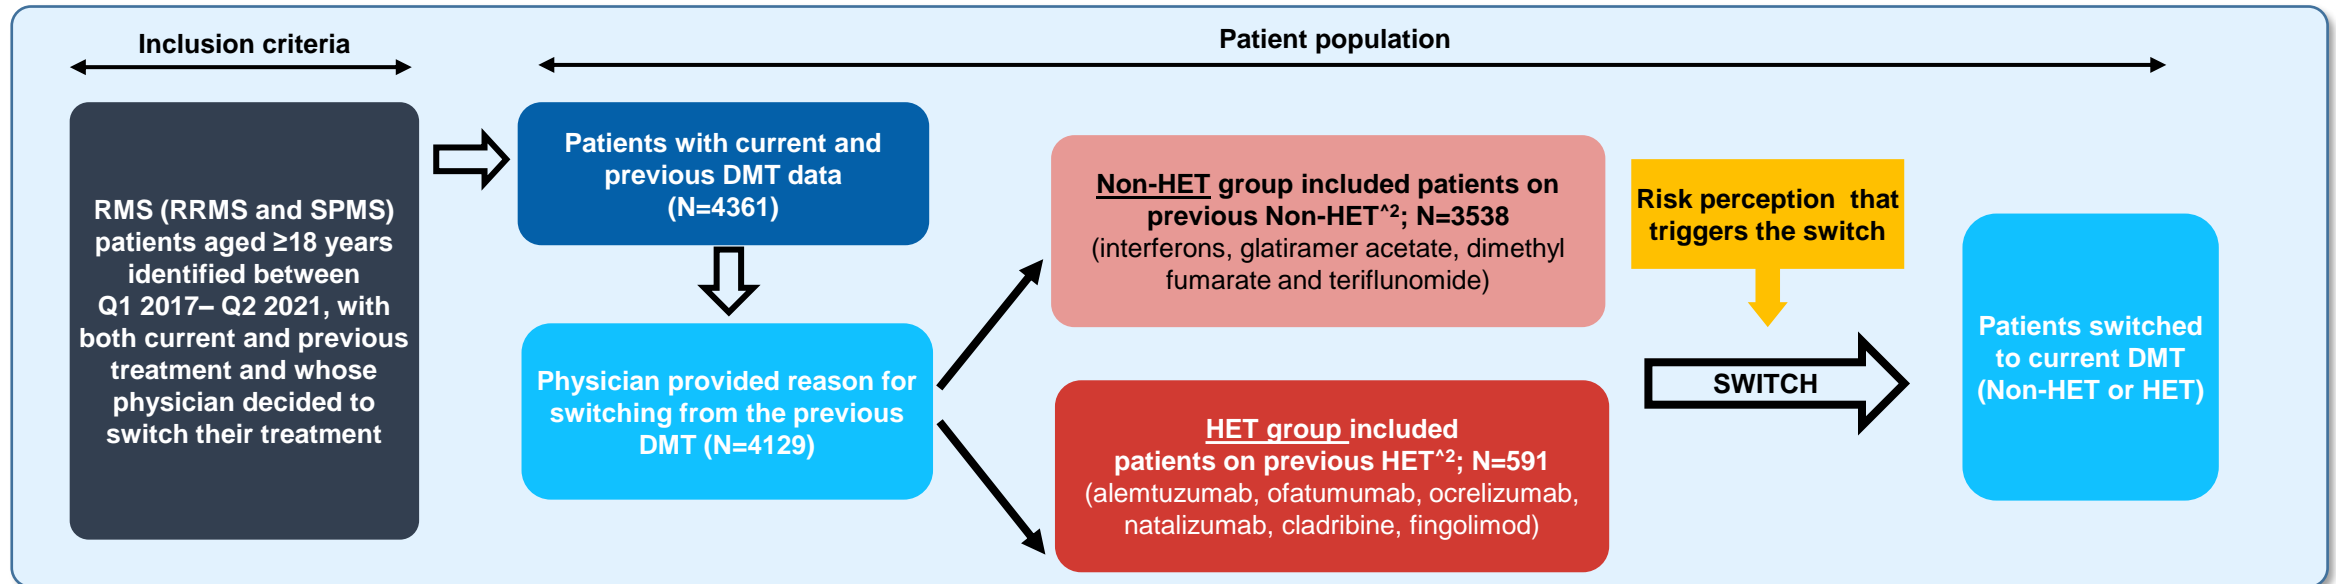 Inclusion criteria
Patient population
RMS (RRMS and SPMS)
patients aged ≥18 years
identified between
Q1 2017– Q2 2021, with
both current and previous
treatment and whose
physician decided to
switch their treatment
Patients with current and
previous DMT data
(N=4361)
Physician provided reason for
switching from the previous
DMT (N=4129)
Non-HET group included patients on
previous Non-HET^2; N=3538
(interferons, glatiramer acetate, dimethyl
fumarate and teriflunomide)
HET group included
patients on previous HET^2; N=591
(alemtuzumab, ofatumumab, ocrelizumab,
natalizumab, cladribine, fingolimod)
Risk perception that
triggers the switch
SWITCH
Patients switched
to current DMT
(Non-HET or HET)